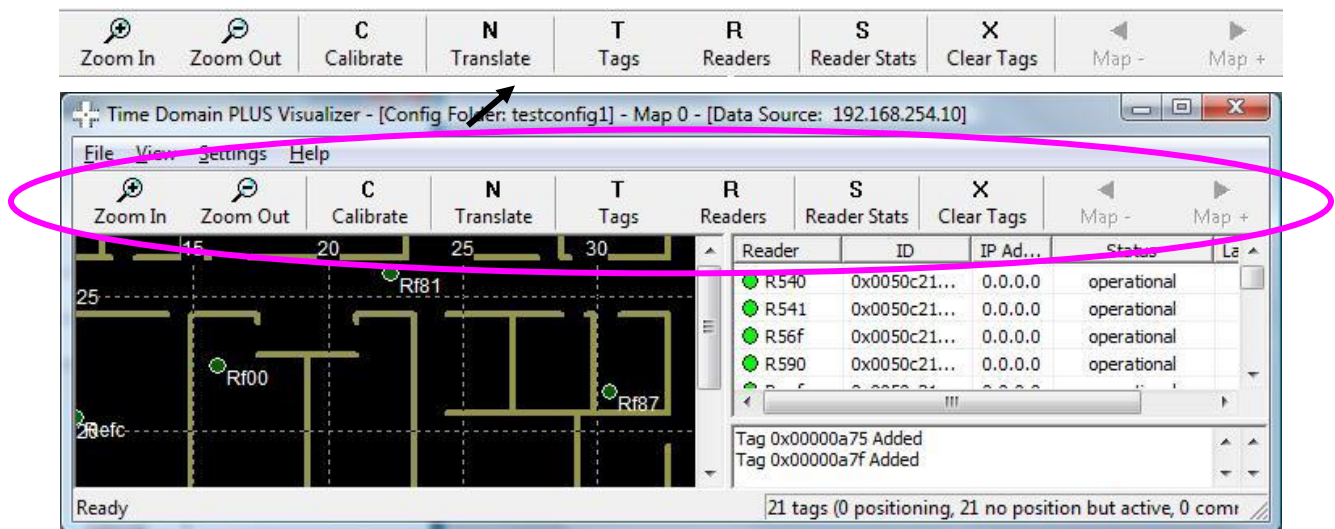 C N T R S X
Zoom In Zoom Out Calibrate Translate Tags Readers Reader Stats Clear Tags Map - Map +
Time Domain PLUS Visualizer - [Config Folder: testconfig1] - Map 0 - [Data Source: 192.168.254.10]
File View Settings Help
C N T R S X
Zoom In Zoom Out Calibrate Translate Tags Readers Reader Stats Clear Tags Map - Map +
15 20 25 30
Rf81
25
Rf00
Rf87
20
Refc
Reader ID IP Ad... Status La
R540 0x0050c21... 0.0.0.0 operational
R541 0x0050c21... 0.0.0.0 operational
R56f 0x0050c21... 0.0.0.0 operational
R590 0x0050c21... 0.0.0.0 operational
Tag 0x00000a75 Added
Tag 0x00000a7f Added
Ready 21 tags (0 positioning, 21 no position but active, 0 comr